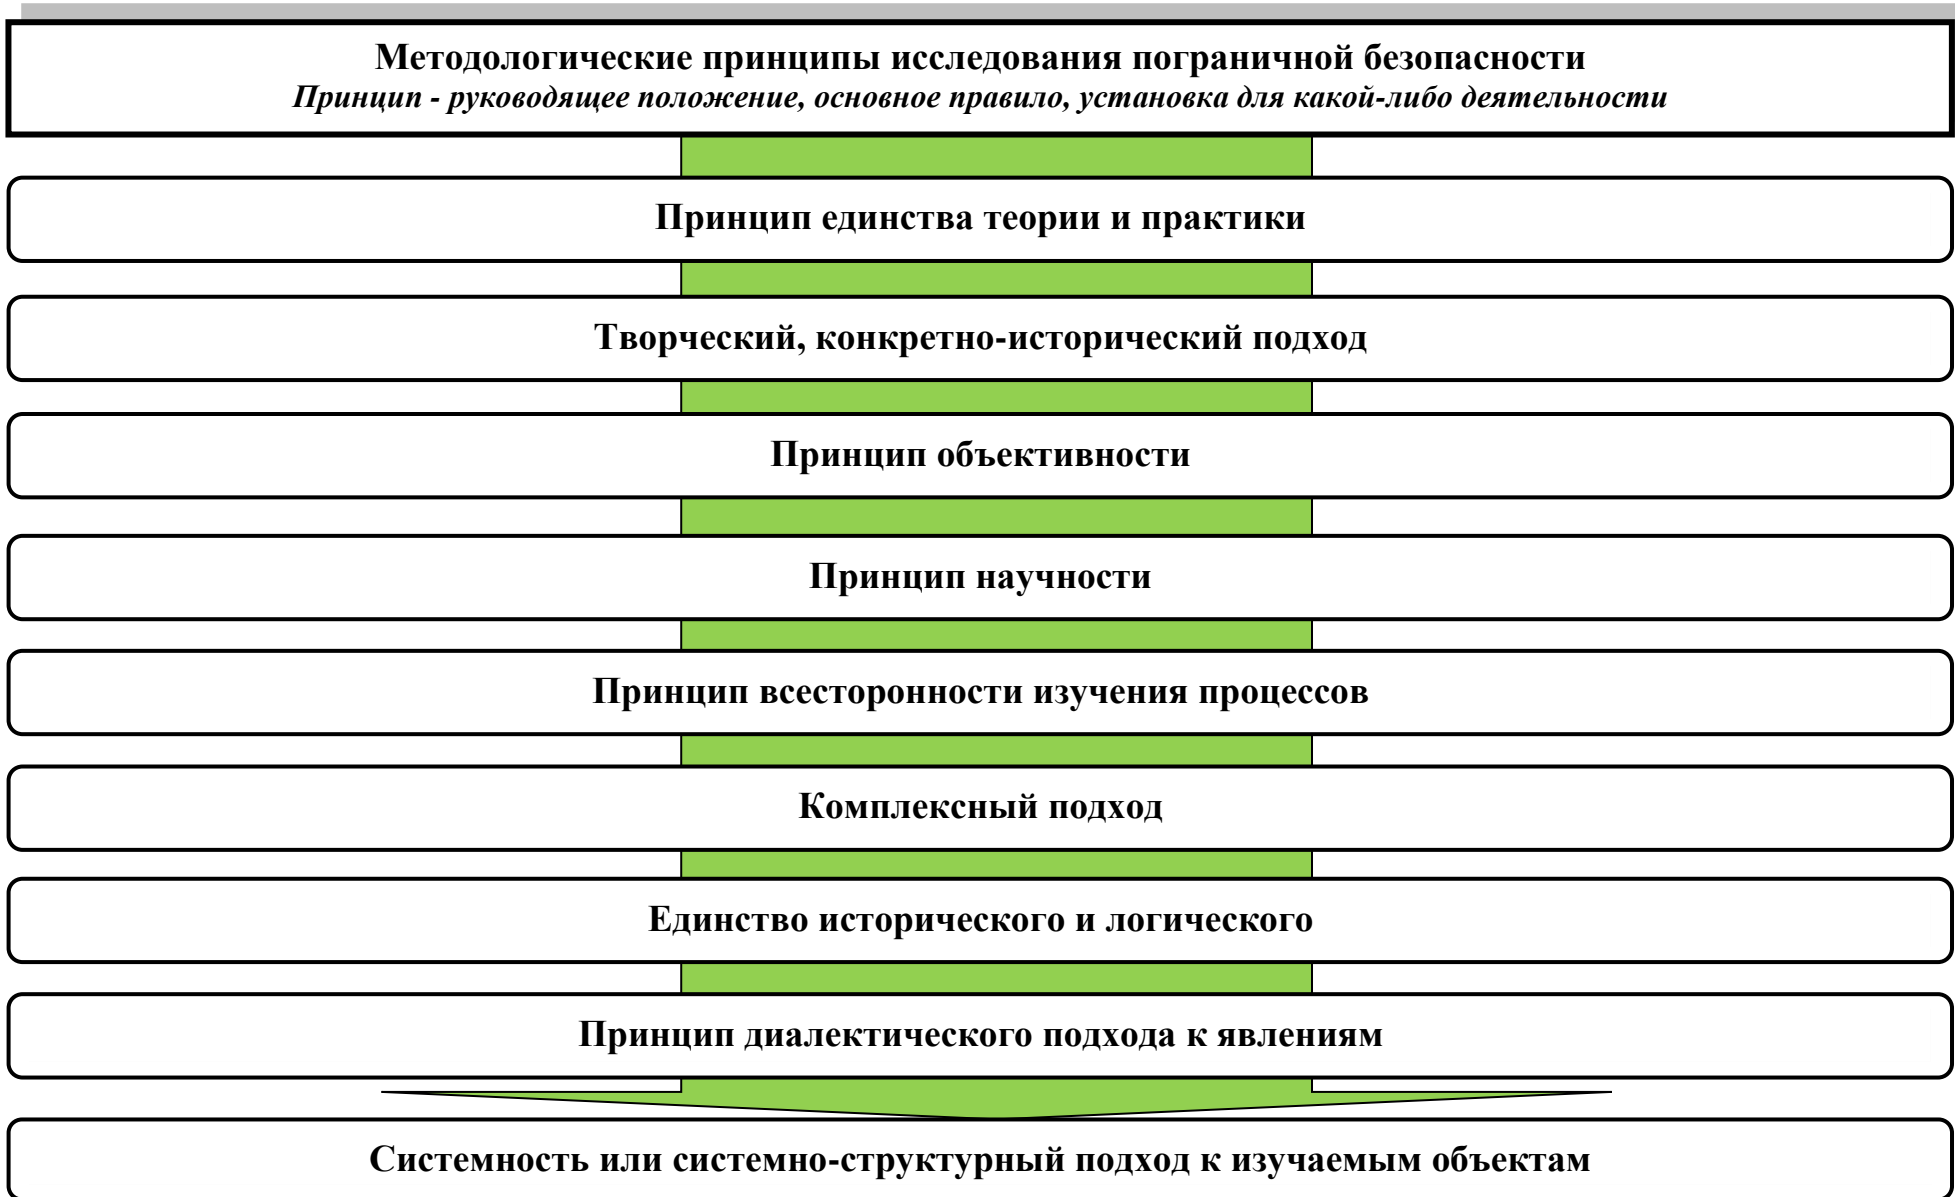 Методологические принципы исследования пограничной безопасности
Принцип - руководящее положение, основное правило, установка для какой-либо деятельности
Принцип единства теории и практики
Творческий, конкретно-исторический подход
Принцип объективности
Принцип научности
Принцип всесторонности изучения процессов
Комплексный подход
Единство исторического и логического
Принцип диалектического подхода к явлениям
Системность или системно-структурный подход к изучаемым объектам